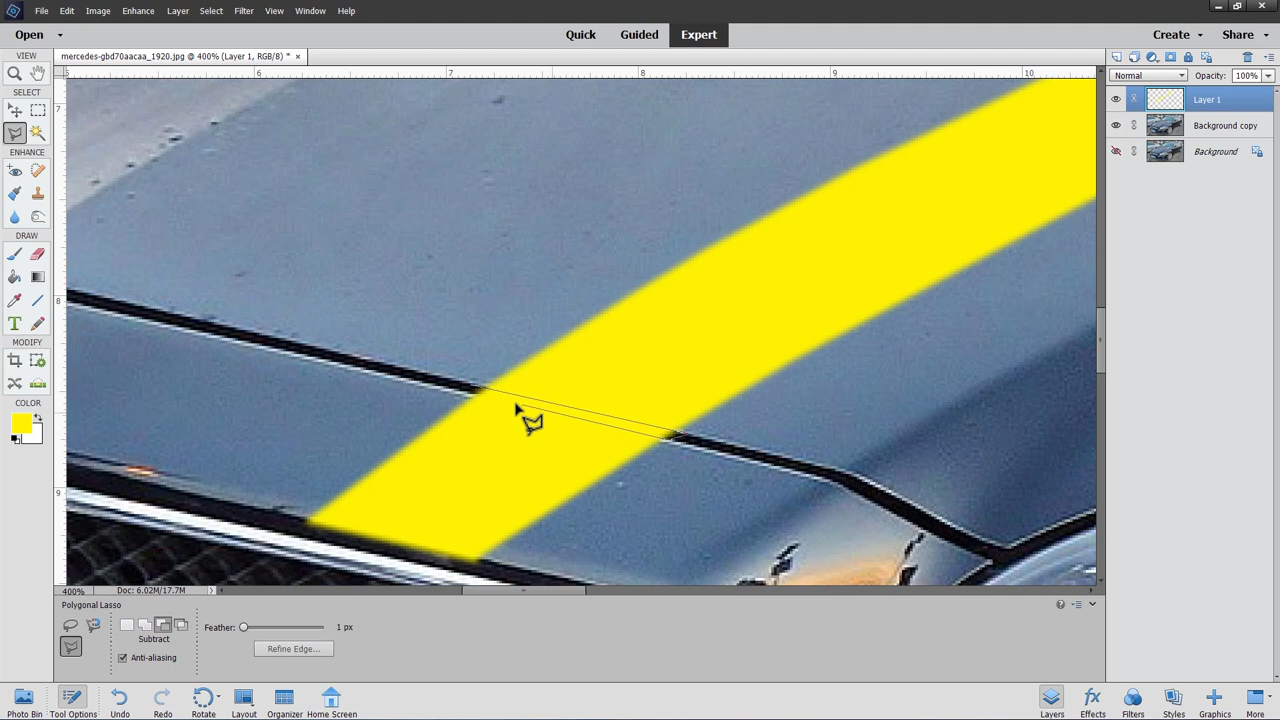 File Edit Image Enhance Layer Select Filter View Window Help
Open Quick Guided Expert Create Share
mercedes-gbd70aacaa_1920.jpg @ 400% (Layer 1, RGB/8) *
VIEW
SELECT
ENHANCE
DRAW
MODIFY
COLOR
6 7 8 9 10
7
8
9
Normal Opacity: 100%
Layer 1
Background copy
Background
400% Doc: 6.02M/17.7M
Polygonal Lasso
Subtract
Anti-aliasing
Feather: 1 px
Refine Edge...
Photo Bin Tool Options Undo Redo Rotate Layout Organizer Home Screen Layers Effects Filters Styles Graphics More